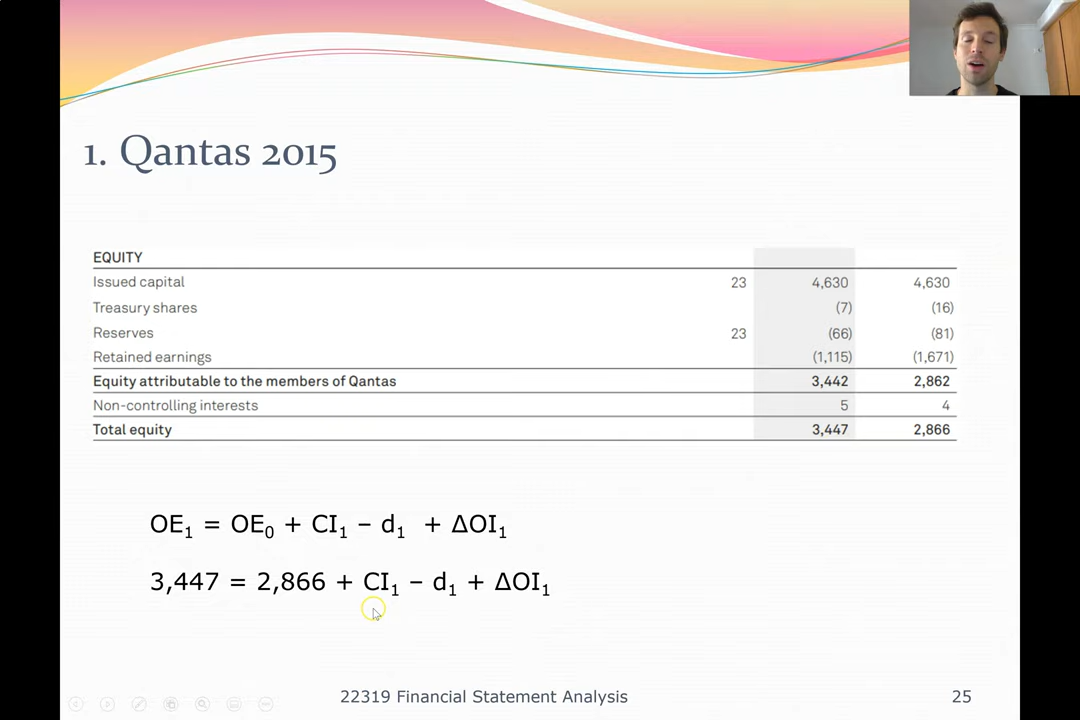 1. Qantas 2015
EQUITY
Issued capital 23 4,630 4,630
Treasury shares (7) (16)
Reserves 23 (66) (81)
Retained earnings (1,115) (1,671)
Equity attributable to the members of Qantas 3,442 2,862
Non-controlling interests 5 4
Total equity 3,447 2,866
OE₁ = OE₀ + CI₁ – d₁ + ΔOI₁
3,447 = 2,866 + CI₁ – d₁ + ΔOI₁
22319 Financial Statement Analysis 25